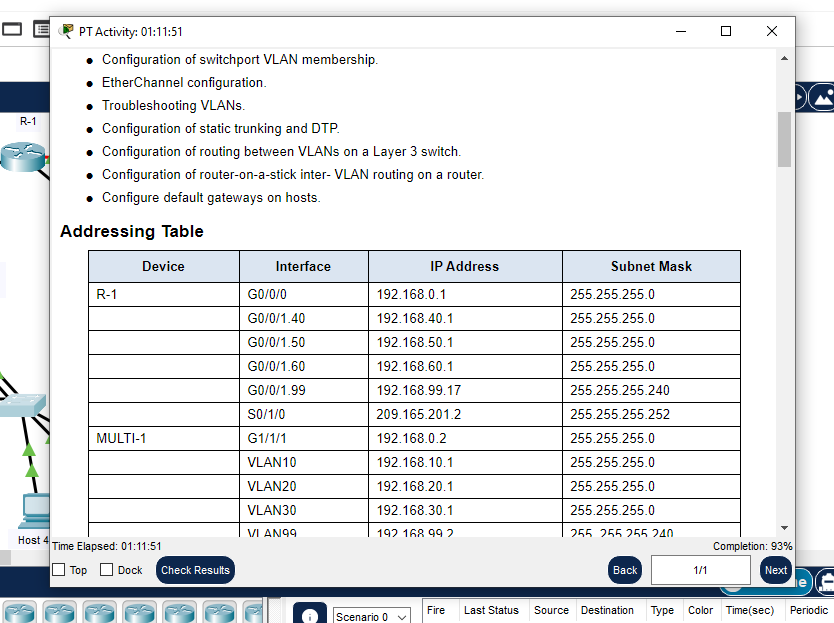 PT Activity: 01:11:51
Configuration of switchport VLAN membership.
EtherChannel configuration.
Troubleshooting VLANs.
Configuration of static trunking and DTP.
Configuration of routing between VLANs on a Layer 3 switch.
Configuration of router-on-a-stick inter- VLAN routing on a router.
Configure default gateways on hosts.
R-1
Addressing Table
Device Interface IP Address Subnet Mask
R-1 G0/0/0 192.168.0.1 255.255.255.0
G0/0/1.40 192.168.40.1 255.255.255.0
G0/0/1.50 192.168.50.1 255.255.255.0
G0/0/1.60 192.168.60.1 255.255.255.0
G0/0/1.99 192.168.99.17 255.255.255.240
S0/1/0 209.165.201.2 255.255.255.252
MULTI-1 G1/1/1 192.168.0.2 255.255.255.0
VLAN10 192.168.10.1 255.255.255.0
VLAN20 192.168.20.1 255.255.255.0
VLAN30 192.168.30.1 255.255.255.0
VLAN99 192.168.99.2 255. 255.255.240
Host 4
Time Elapsed: 01:11:51 Completion: 93%
Top Dock Check Results Back 1/1 Next
Scenario 0 Fire Last Status Source Destination Type Color Time(sec) Periodic